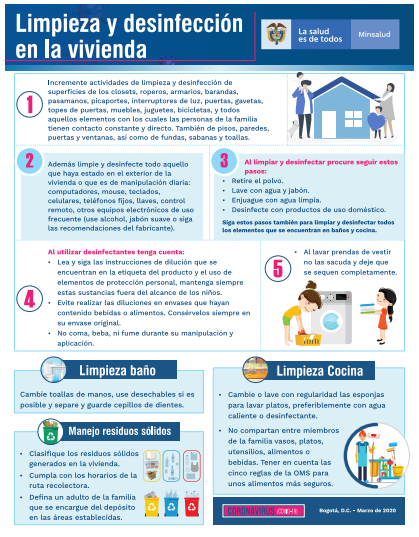 Limpieza y desinfección
en la vivienda
La salud
es de todos
Minsalud
1
Incremente actividades de limpieza y desinfección de
superficies de los closets, roperos, armarios, barandas,
pasamanos, picaportes, interruptores de luz, puertas, gavetas,
topes de puertas, muebles, juguetes, bicicletas, y todos
aquellos elementos con los cuales las personas de la familia
tienen contacto constante y directo. También de pisos, paredes,
puertas y ventanas, así como de fundas, sabanas y toallas.
2
Además limpie y desinfecte todo aquello
que haya estado en el exterior de la
vivienda o que es de manipulación diaria:
computadores, mouse, teclados,
celulares, teléfonos fijos, llaves, control
remoto, otros equipos electrónicos de uso
frecuente (use alcohol, jabón suave o siga
las recomendaciones del fabricante).
3
Al limpiar y desinfectar procure seguir estos
pasos:
• Retire el polvo.
• Lave con agua y jabón.
• Enjuague con agua limpia.
• Desinfecte con productos de uso doméstico.
Siga estos pasos también para limpiar y desinfectar todos
los elementos que se encuentran en baños y cocina.
4
Al utilizar desinfectantes tenga cuenta:
• Lea y siga las instrucciones de dilución que se
encuentran en la etiqueta del producto y el uso de
elementos de protección personal, mantenga siempre
estas sustancias fuera del alcance de los niños.
• Evite realizar las diluciones en envases que hayan
contenido bebidas o alimentos. Consérvelos siempre en
su envase original.
• No coma, beba, ni fume durante su manipulación y
aplicación.
5
• Al lavar prendas de vestir
no las sacuda y deje que
se sequen completamente.
Limpieza baño
Cambie toallas de manos, use desechables si es
posible y separe y guarde cepillos de dientes.
Manejo residuos sólidos
• Clasifique los residuos sólidos
generados en la vivienda.
• Cumpla con los horarios de la
ruta recolectora.
• Defina un adulto de la familia
que se encargue del depósito
en las áreas establecidas.
Limpieza Cocina
• Cambie o lave con regularidad las esponjas
para lavar platos, preferiblemente con agua
caliente o desinfectante.
• No compartan entre miembros
de la familia vasos, platos,
utensilios, alimentos o
bebidas. Tener en cuenta las
cinco reglas de la OMS para
unos alimentos más seguros.
CORONAVIRUS (COVID-19)
Bogotá, D.C. - Marzo de 2020